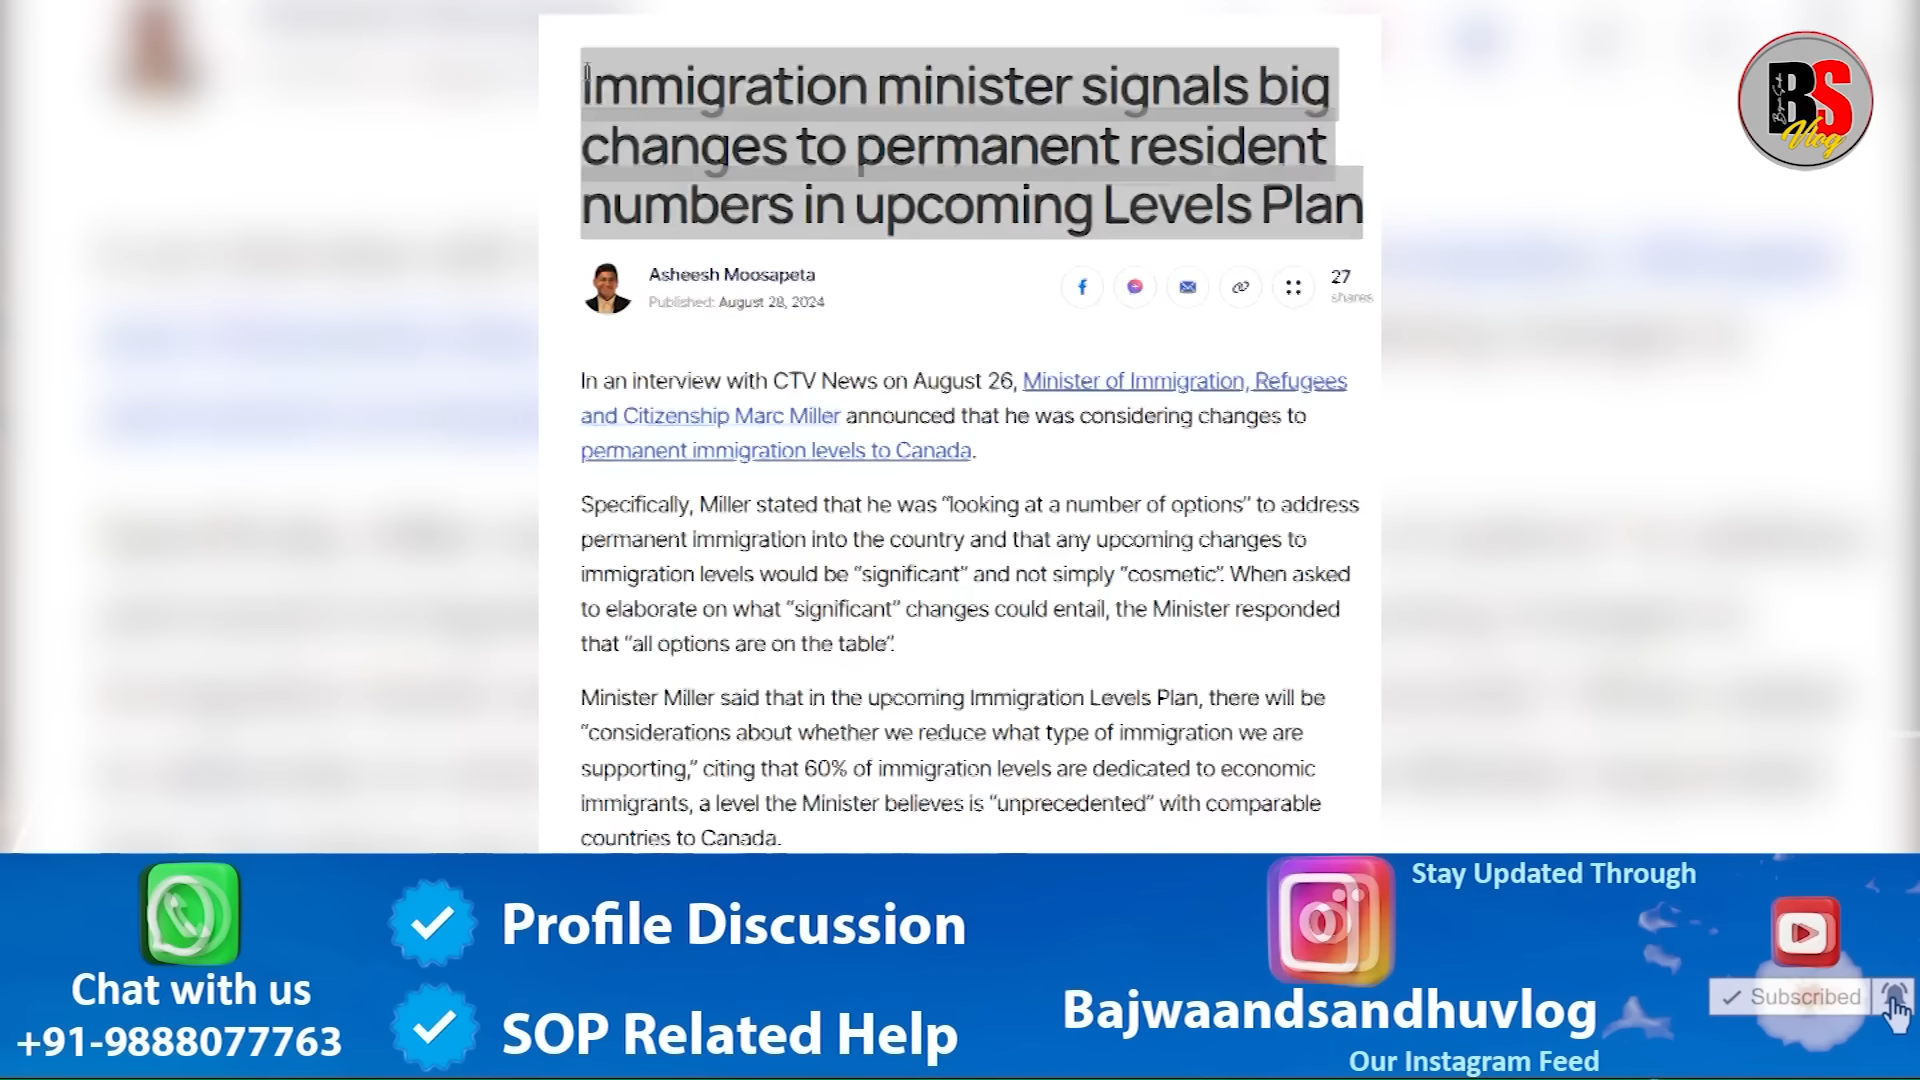 Immigration minister signals big
changes to permanent resident
numbers in upcoming Levels Plan
BS
Vlog
Asheesh Moosapeta
Published: August 28, 2024
27
shares
In an interview with CTV News on August 26, Minister of Immigration, Refugees
and Citizenship Marc Miller announced that he was considering changes to
permanent immigration levels to Canada.
Specifically, Miller stated that he was “looking at a number of options” to address
permanent immigration into the country and that any upcoming changes to
immigration levels would be “significant” and not simply “cosmetic”. When asked
to elaborate on what “significant” changes could entail, the Minister responded
that “all options are on the table”.
Minister Miller said that in the upcoming Immigration Levels Plan, there will be
“considerations about whether we reduce what type of immigration we are
supporting,” citing that 60% of immigration levels are dedicated to economic
immigrants, a level the Minister believes is “unprecedented” with comparable
countries to Canada.
Chat with us
+91-9888077763
Profile Discussion
SOP Related Help
Stay Updated Through
Bajwaandsandhuvlog
Our Instagram Feed
Subscribed